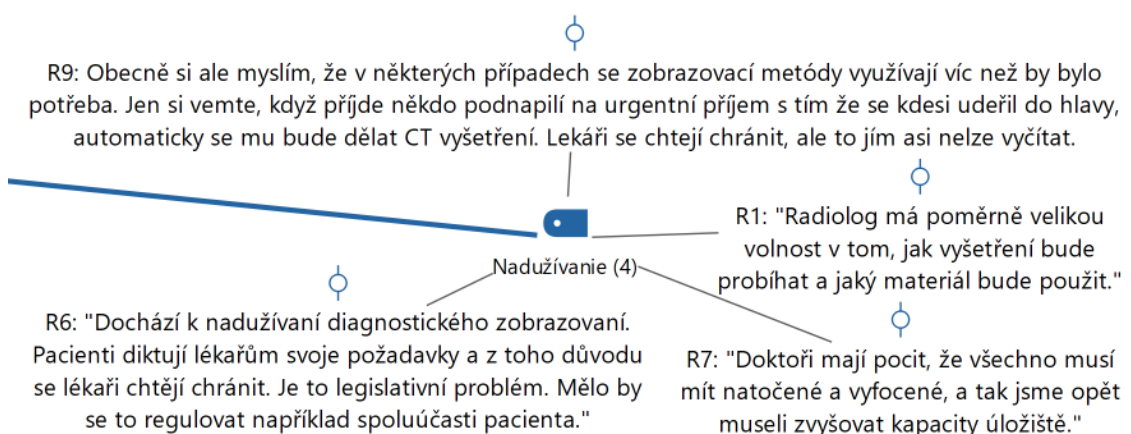 R9: Obecně si ale myslím, že v některých případech se zobrazovací metódy využívají víc než by bylo
potřeba. Jen si vemte, když příjde někdo podnapilí na urgentní příjem s tím že se kdesi udeřil do hlavy,
automaticky se mu bude dělat CT vyšetření. Lekáři se chtejí chránit, ale to jím asi nelze vyčítat.
R1: "Radiolog má poměrně velikou
volnost v tom, jak vyšetření bude
probíhat a jaký materiál bude použit."
Nadužívanie (4)
R6: "Dochází k nadužívaní diagnostického zobrazovaní.
Pacienti diktují lékařům svoje požadavky a z toho důvodu
se lékaři chtějí chránit. Je to legislativní problém. Mělo by
se to regulovat například spoluúčasti pacienta."
R7: "Doktoři mají pocit, že všechno musí
mít natočené a vyfocené, a tak jsme opět
museli zvyšovat kapacity úložiště."